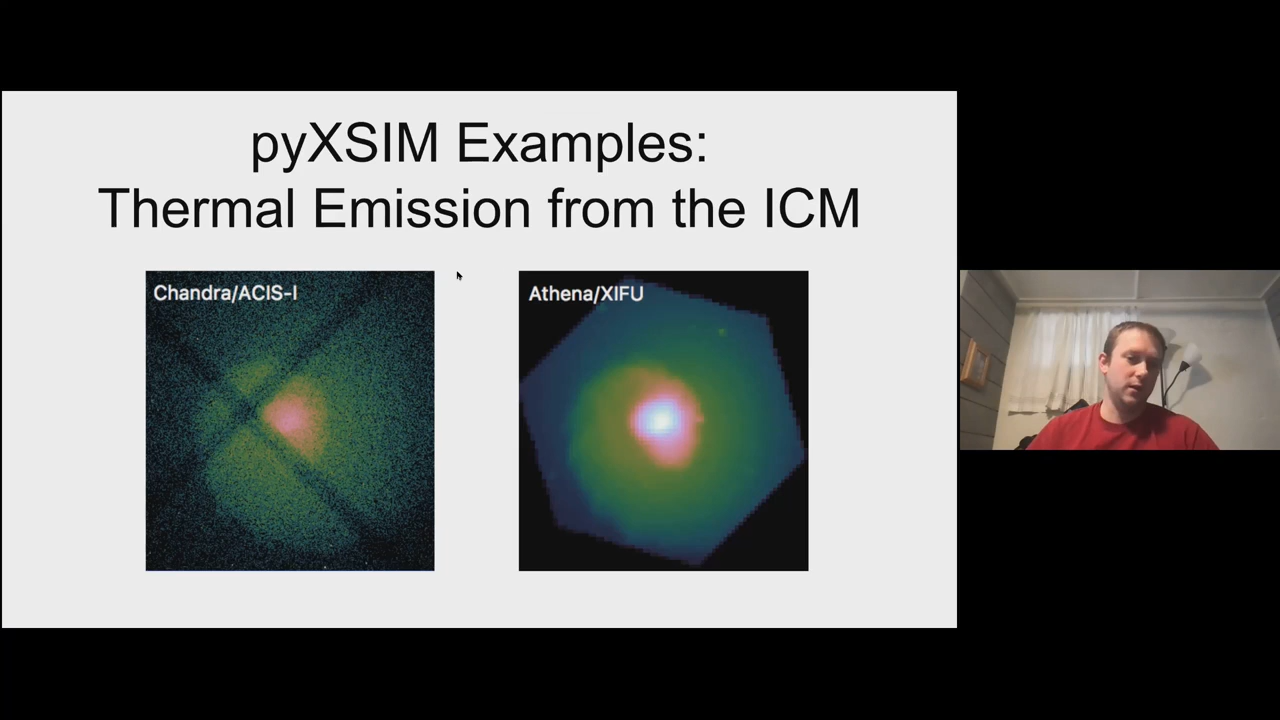 pyXSIM Examples:
Thermal Emission from the ICM
Chandra/ACIS-I
Athena/XIFU